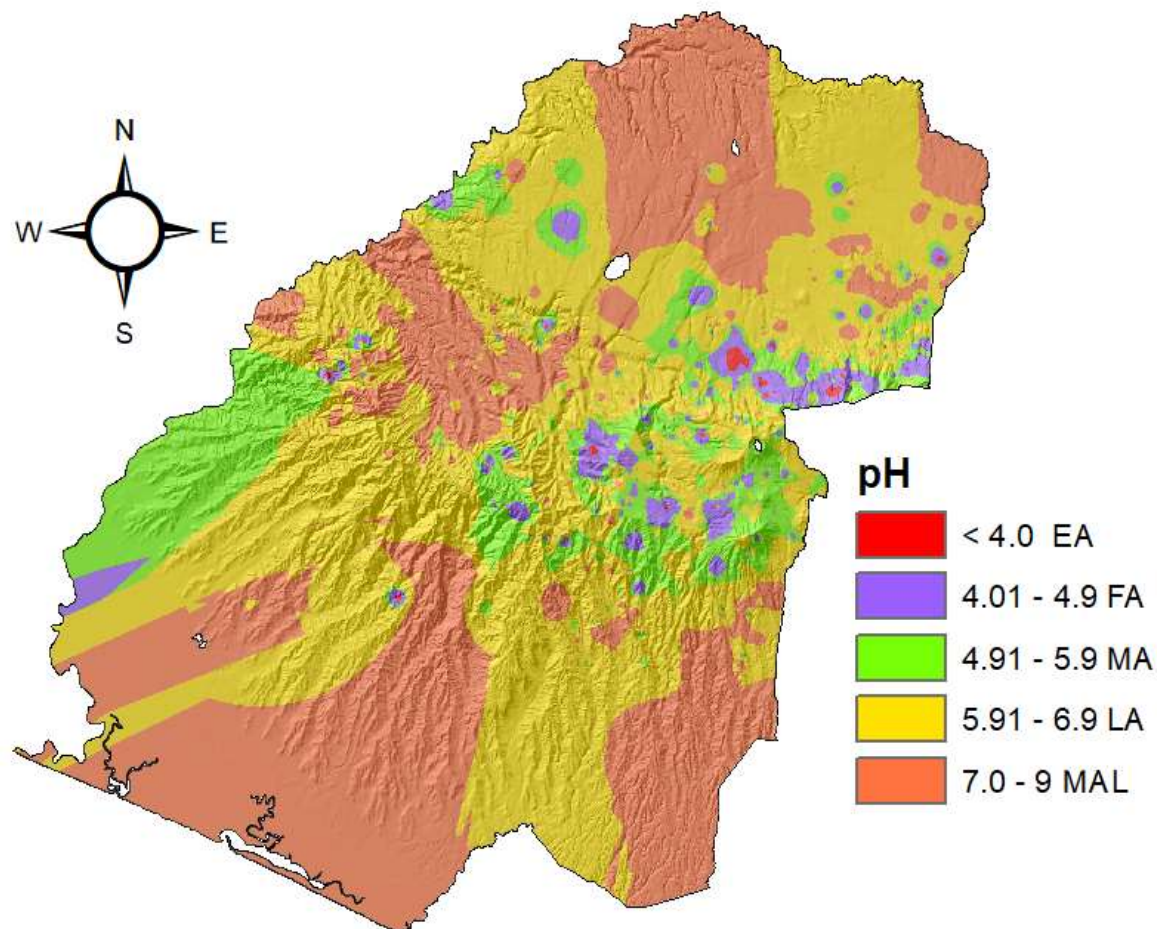 N
W E
S
pH
< 4.0 EA
4.01 - 4.9 FA
4.91 - 5.9 MA
5.91 - 6.9 LA
7.0 - 9 MAL